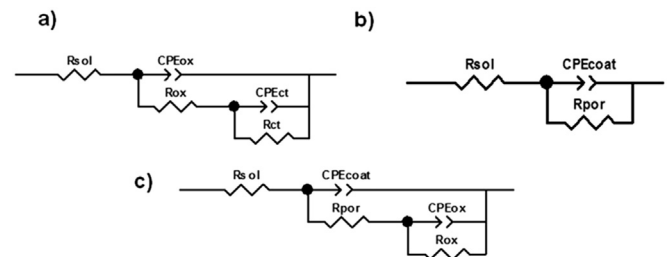 a)
Rsol CPEox
Rox CPEct
Rct
b)
Rsol CPEcoat
Rpor
c)
Rsol CPEcoat
Rpor CPEox
Rox